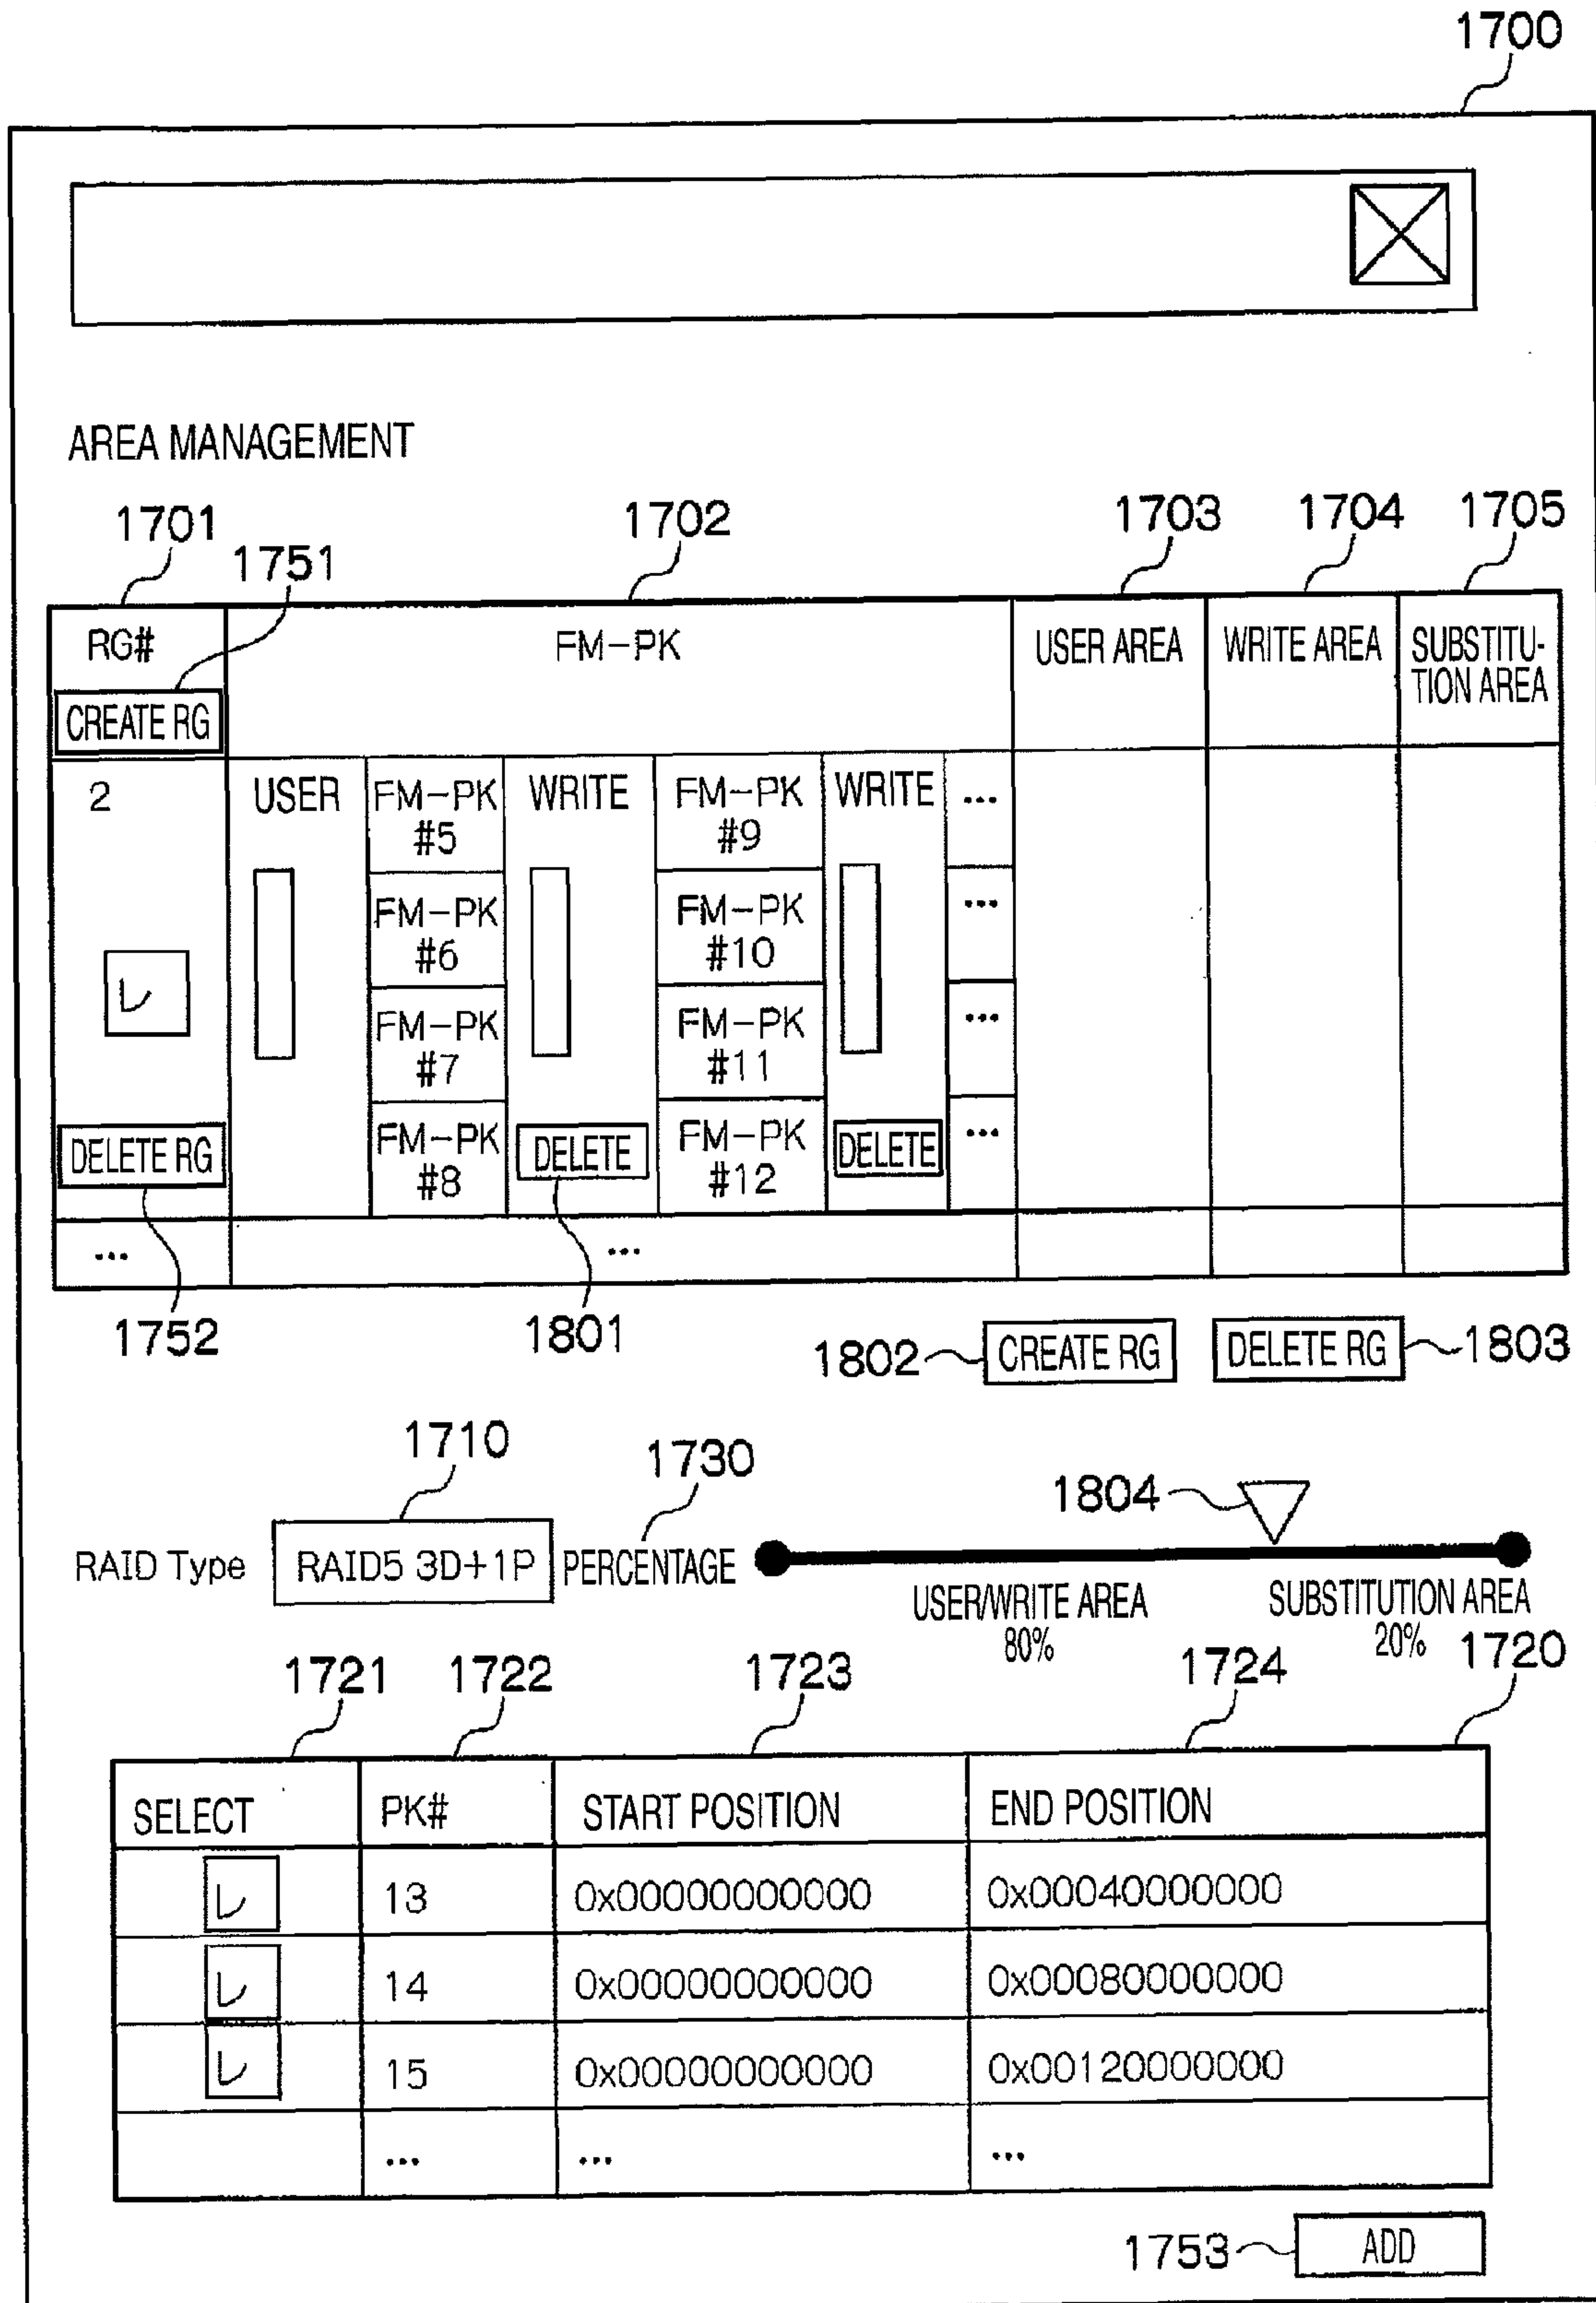 1700
AREA MANAGEMENT
1701
1702
1703
1704
1705
1751
RG#
FM-PK
USER AREA
WRITE AREA
SUBSTITU-
TION AREA
CREATE RG
2
USER
FM-PK
#5
WRITE
FM-PK
#9
WRITE
...
FM-PK
#6
FM-PK
#10
...
FM-PK
#7
FM-PK
#11
...
DELETE RG
FM-PK
#8
DELETE
FM-PK
#12
DELETE
...
...
...
1752
1801
1802
CREATE RG
DELETE RG
1803
1710
1730
1804
RAID Type
RAID5 3D+1P
PERCENTAGE
USER/WRITE AREA
80%
SUBSTITUTION AREA
20%
1721
1722
1723
1724
1720
SELECT
PK#
START POSITION
END POSITION
13
0x00000000000
0x00040000000
14
0x00000000000
0x00080000000
15
0x00000000000
0x00120000000
...
...
...
1753
ADD